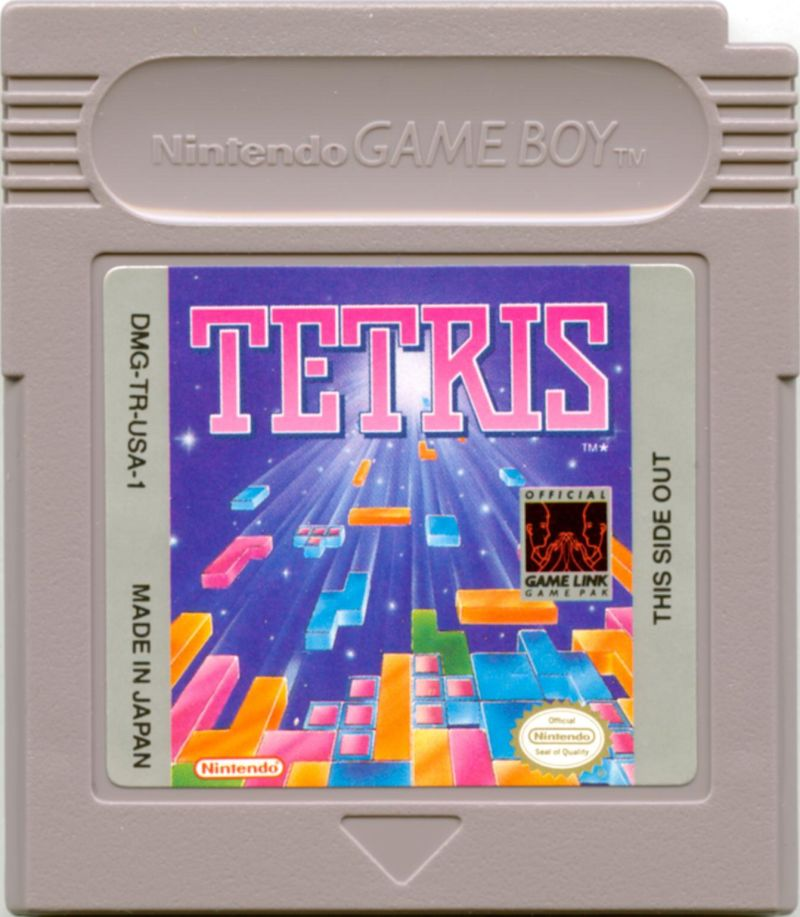 Nintendo GAME BOY TM
DMG-TR-USA-1
MADE IN JAPAN
TETRIS
TM★
OFFICIAL
GAME LINK
GAME PAK
Nintendo
Official
Nintendo
Seal of Quality
THIS SIDE OUT